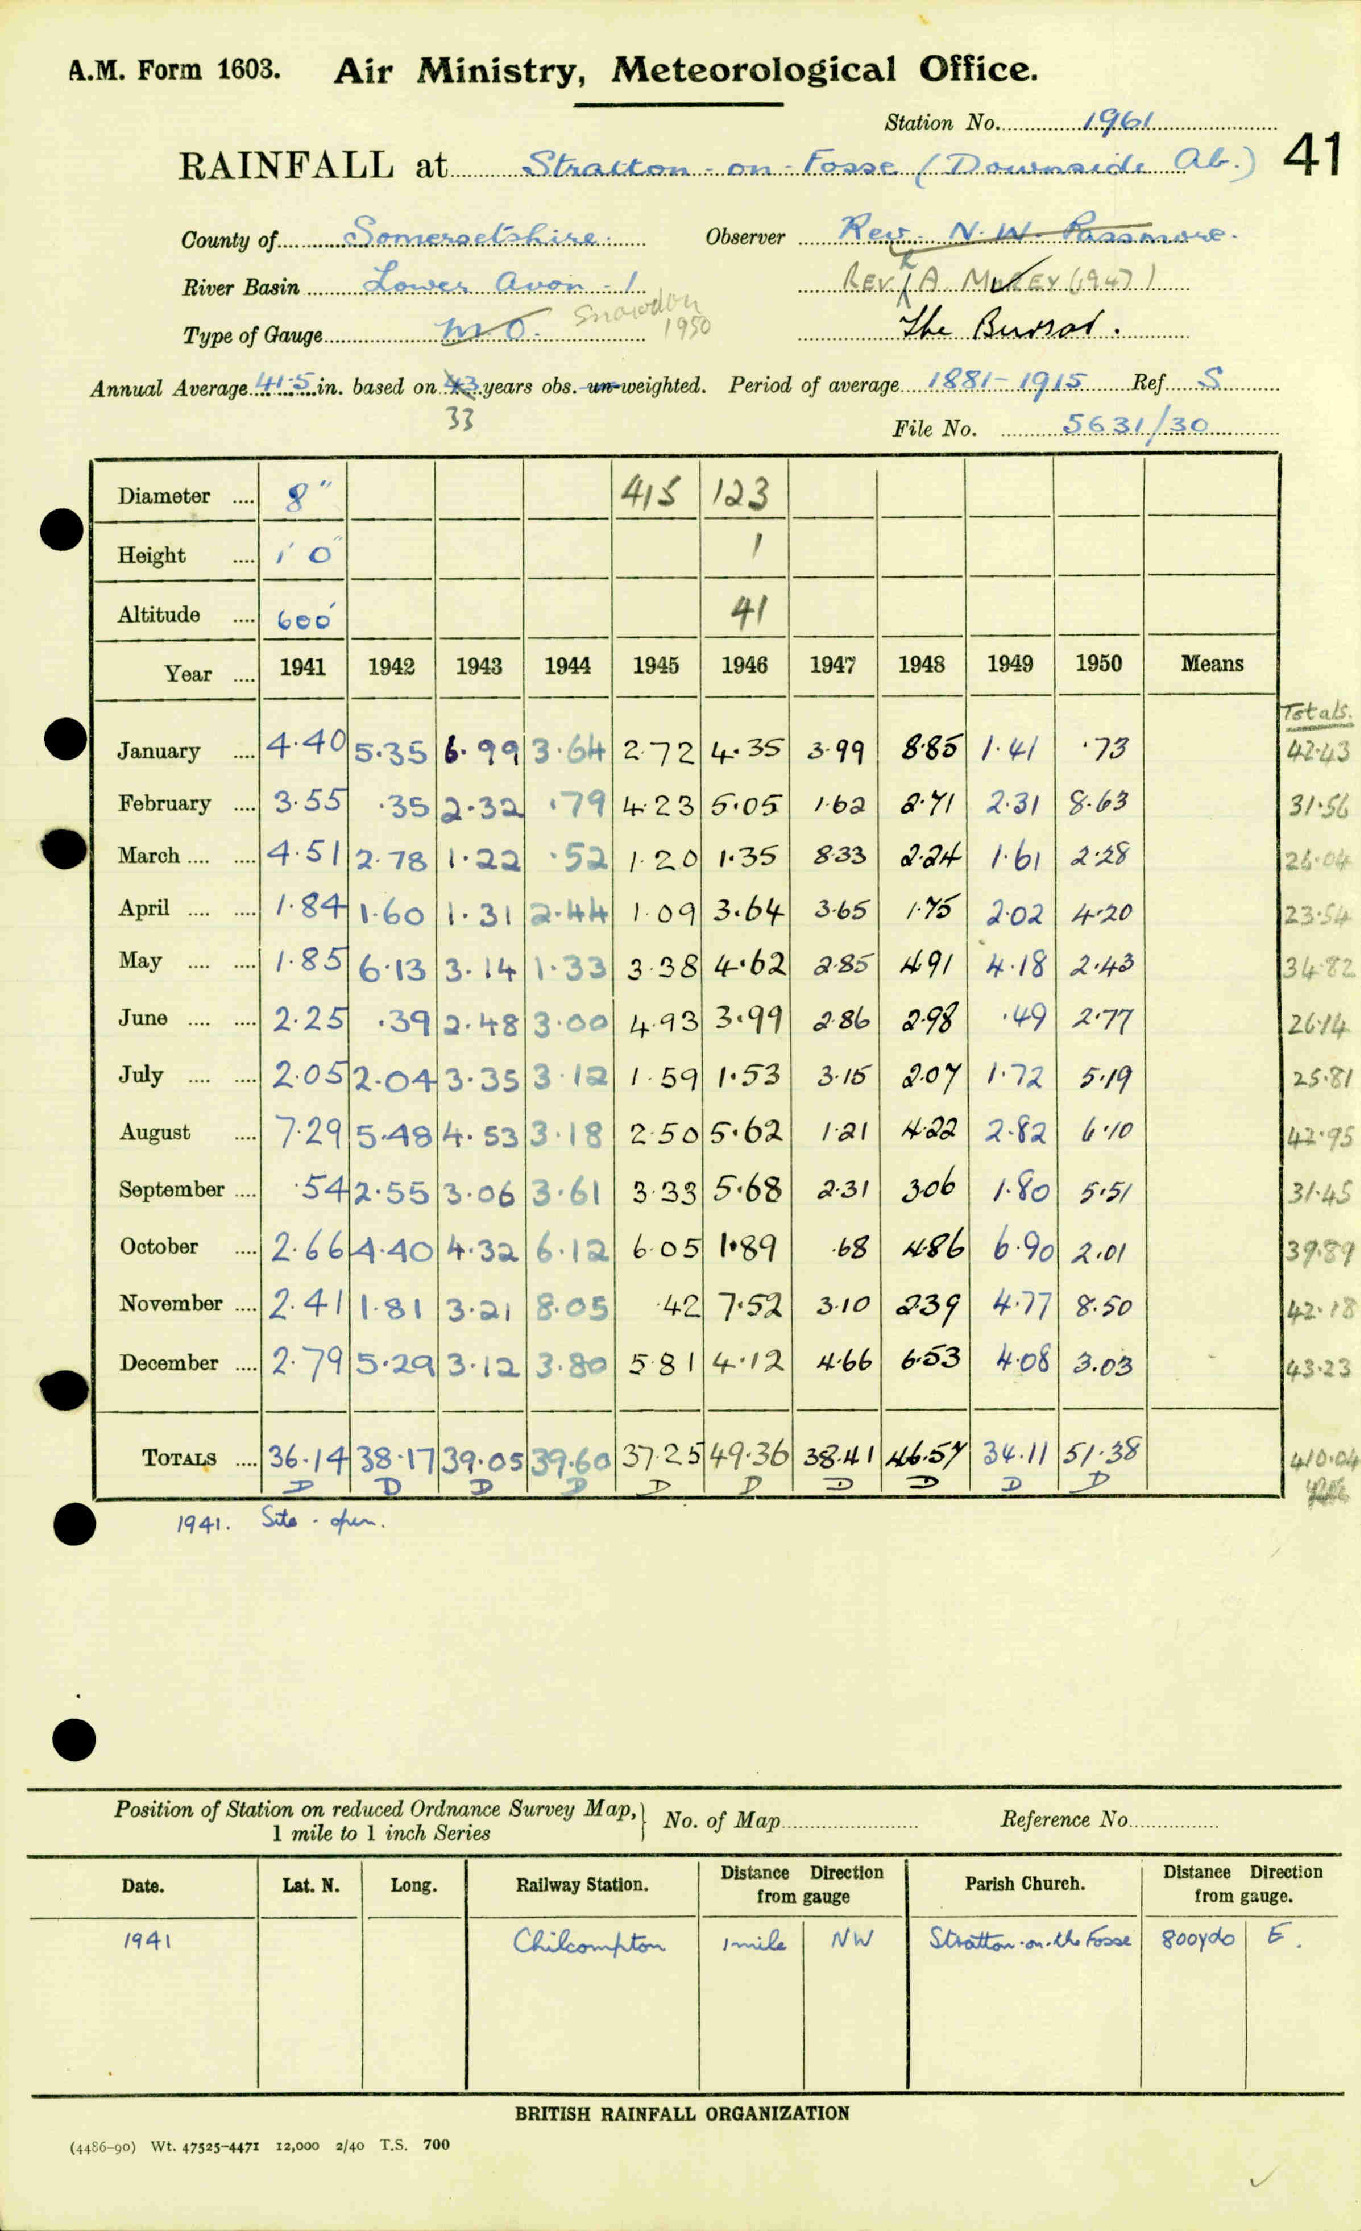 A.M. Form 1603. Air Ministry, Meteorological Office.
Station No. 1961
RAINFALL at Stratton-on-Fosse (Downside Ab.) 41
County of Somersetshire. Observer Rev. N. W. Passmore.
River Basin Lower Avon - 1 Rev. A. (1947)
Type of Gauge M O. Snowdon 1950 The Bursar.
Annual Average 41.5 in. based on 43 years obs. un-weighted. Period of average 1881-1915 Ref. S
33
File No. 5631/30
Diameter .... 8" 415 123
Height .... 1' 0" 1
Altitude .... 600' 41
Year .... 1941 1942 1943 1944 1945 1946 1947 1948 1949 1950 Means
Totals.
January .... 4.40 5.35 6.99 3.64 2.72 4.35 3.99 8.85 1.41 .73 42.43
February .... 3.55 .35 2.32 .79 4.23 5.05 1.62 2.71 2.31 8.63 31.56
March .... .... 4.51 2.78 1.22 .52 1.20 1.35 8.33 2.24 1.61 2.28 26.04
April .... .... 1.84 1.60 1.31 2.44 1.09 3.64 3.65 1.75 2.02 4.20 23.54
May .... .... 1.85 6.13 3.14 1.33 3.38 4.62 2.85 4.91 4.18 2.43 34.82
June .... .... 2.25 .39 2.48 3.00 4.93 3.99 2.86 2.98 .49 2.77 26.14
July .... .... 2.05 2.04 3.35 3.12 1.59 1.53 3.15 2.07 1.72 5.19 25.81
August .... 7.29 5.48 4.53 3.18 2.50 5.62 1.21 4.22 2.82 6.10 42.95
September .... .54 2.55 3.06 3.61 3.33 5.68 2.31 3.06 1.80 5.51 31.45
October .... 2.66 4.40 4.32 6.12 6.05 1.89 .68 4.86 6.90 2.01 39.89
November .... 2.41 1.81 3.21 8.05 .42 7.52 3.10 2.39 4.77 8.50 42.18
December .... 2.79 5.29 3.12 3.80 5.81 4.12 4.66 6.53 4.08 3.03 43.23
TOTALS .... 36.14 38.17 39.05 39.60 37.25 49.36 38.41 46.57 34.11 51.38 410.04
D D D D D D D D D D
1941. Site - open.
Position of Station on reduced Ordnance Survey Map, No. of Map Reference No.
1 mile to 1 inch Series
Date. Lat. N. Long. Railway Station. Distance Direction from gauge Parish Church. Distance Direction from gauge.
1941 Chilcompton 1 mile NW Stratton-on-the Fosse 800yds E.
BRITISH RAINFALL ORGANIZATION
(4486-90) Wt. 47525-4471 12,000 2/40 T.S. 700